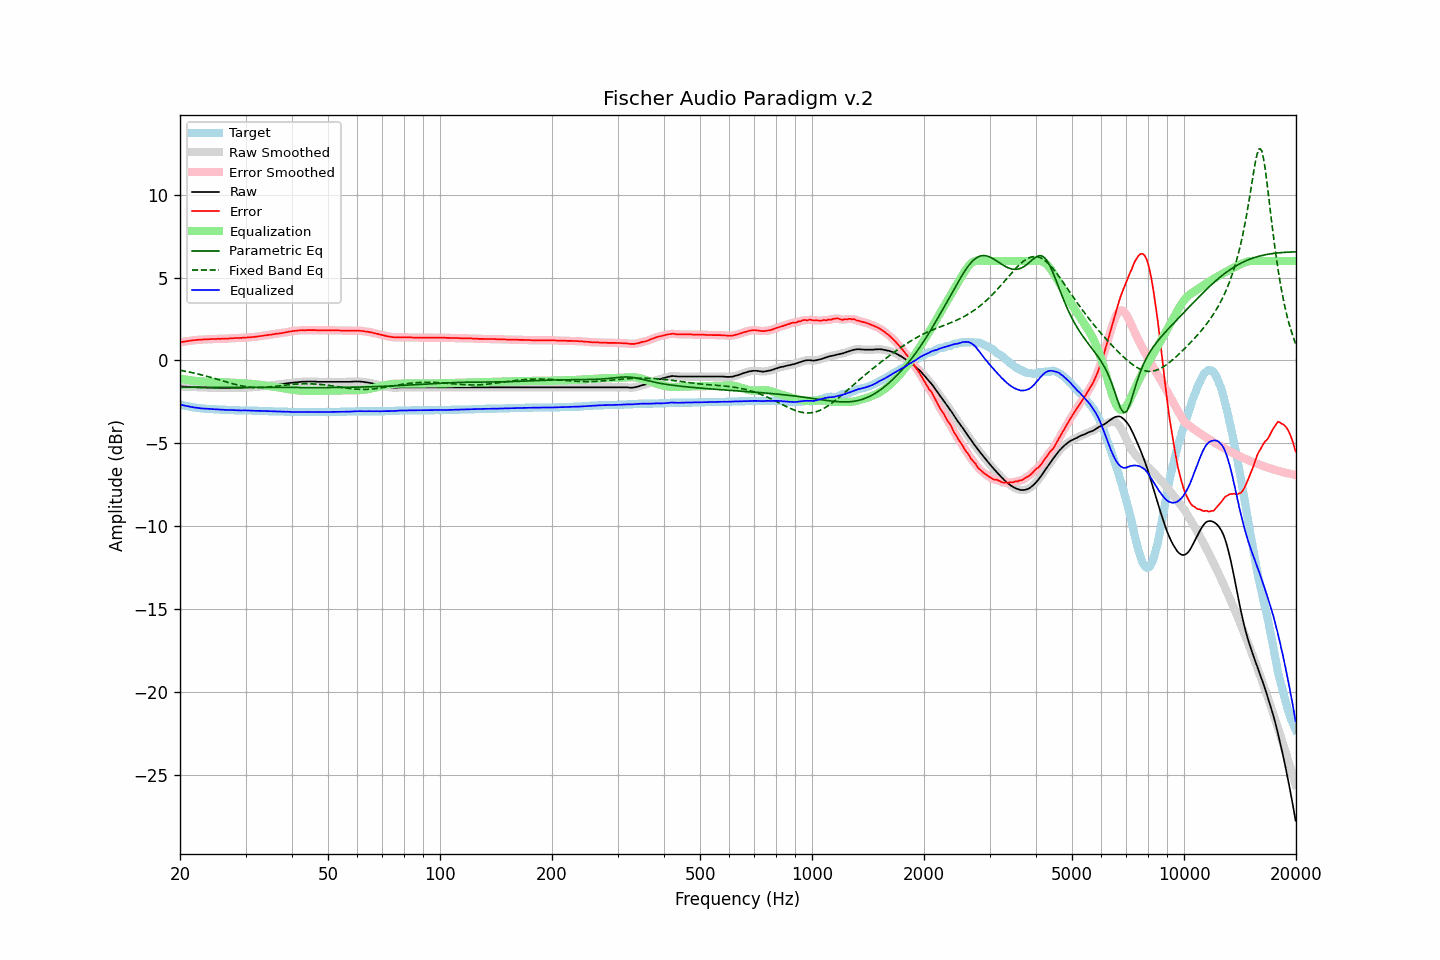 Fischer Audio Paradigm v.2
Target
Raw Smoothed
Error Smoothed
Raw
Error
Equalization
Parametric Eq
Fixed Band Eq
Equalized
10
5
0
−5
−10
−15
−20
−25
Amplitude (dBr)
20 50 100 200 500 1000 2000 5000 10000 20000
Frequency (Hz)